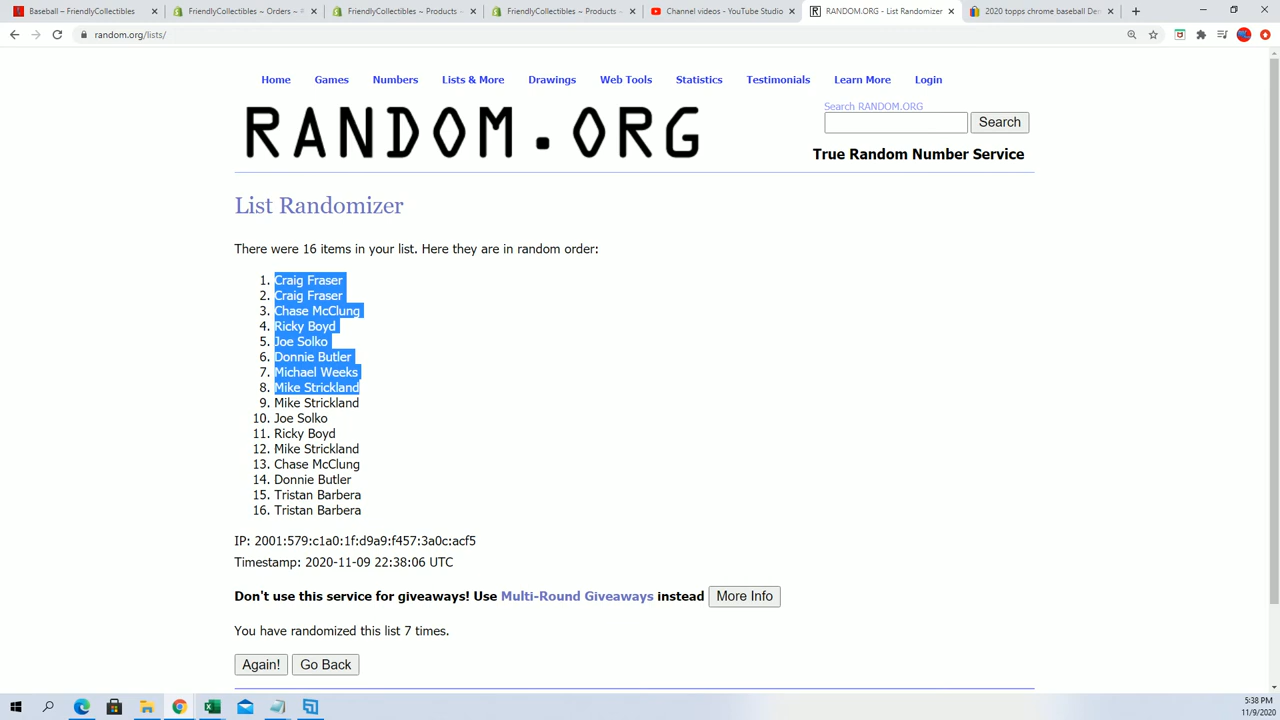 Baseball – FriendlyCollectibles
FriendlyCollectibles ~ Orders ~
FriendlyCollectibles ~ Products ~
FriendlyCollectibles ~ Products ~
Channel videos - YouTube Studio
RANDOM.ORG - List Randomizer
2020 topps chrome baseball
random.org/lists/
Home Games Numbers Lists & More Drawings Web Tools Statistics Testimonials Learn More Login
RANDOM.ORG
Search RANDOM.ORG
Search
True Random Number Service
List Randomizer
There were 16 items in your list. Here they are in random order:
1. Craig Fraser
2. Craig Fraser
3. Chase McClung
4. Ricky Boyd
5. Joe Solko
6. Donnie Butler
7. Michael Weeks
8. Mike Strickland
9. Mike Strickland
10. Joe Solko
11. Ricky Boyd
12. Mike Strickland
13. Chase McClung
14. Donnie Butler
15. Tristan Barbera
16. Tristan Barbera
IP: 2001:579:c1a0:1f:d9a9:f457:3a0c:acf5
Timestamp: 2020-11-09 22:38:06 UTC
Don't use this service for giveaways! Use Multi-Round Giveaways instead More Info
You have randomized this list 7 times.
Again! Go Back
5:38 PM
11/9/2020